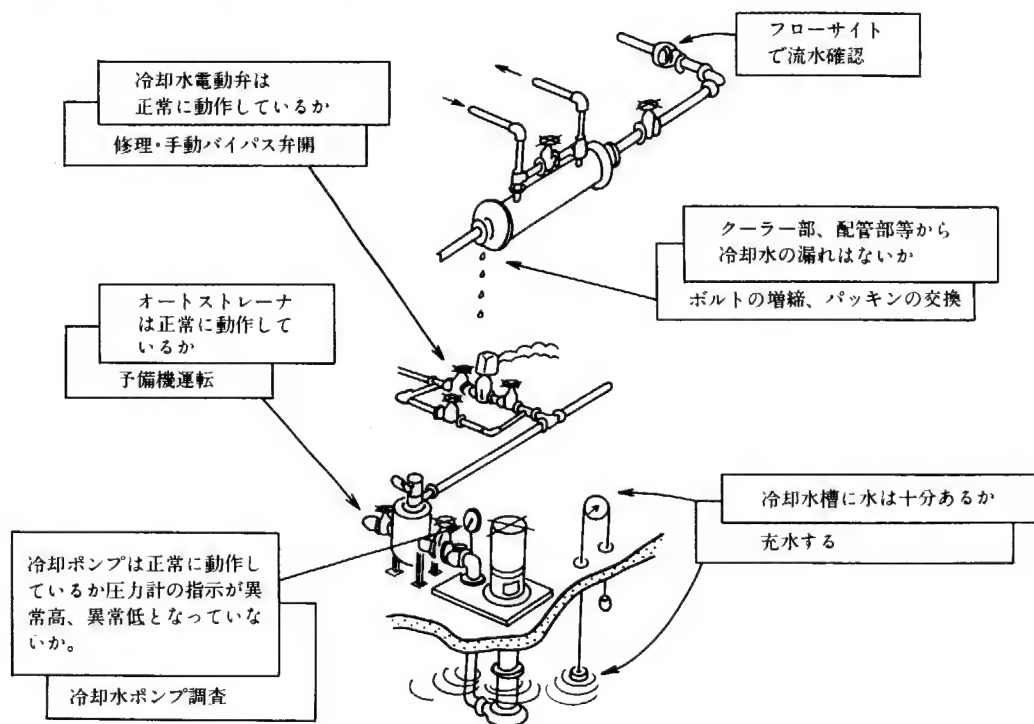 フローサイト
で流水確認
冷却水電動弁は
正常に動作しているか
修理・手動バイパス弁開
クーラー部、配管部等から
冷却水の漏れはないか
ボルトの増締、パッキンの交換
オートストレーナ
は正常に動作して
いるか
予備機運転
冷却水槽に水は十分あるか
充水する
冷却ポンプは正常に動作
しているか圧力計の指示が異
常高、異常低となっていな
いか。
冷却水ポンプ調査